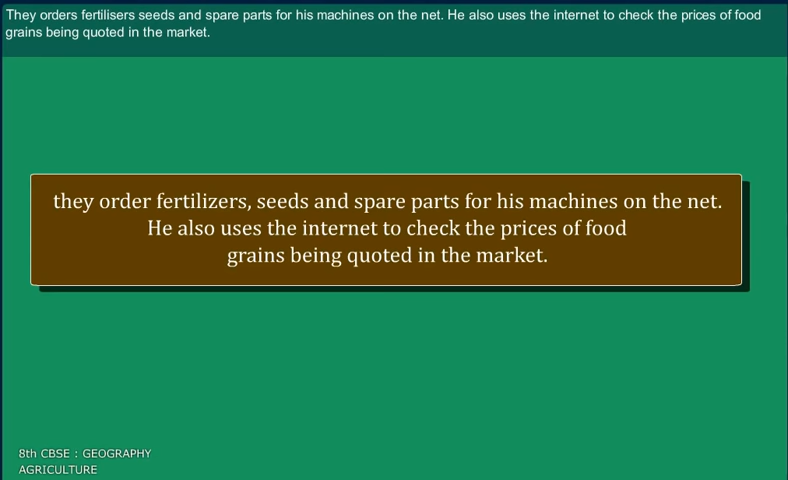 They orders fertilisers seeds and spare parts for his machines on the net. He also uses the internet to check the prices of food
grains being quoted in the market.
they order fertilizers, seeds and spare parts for his machines on the net.
He also uses the internet to check the prices of food
grains being quoted in the market.
8th CBSE : GEOGRAPHY
AGRICULTURE